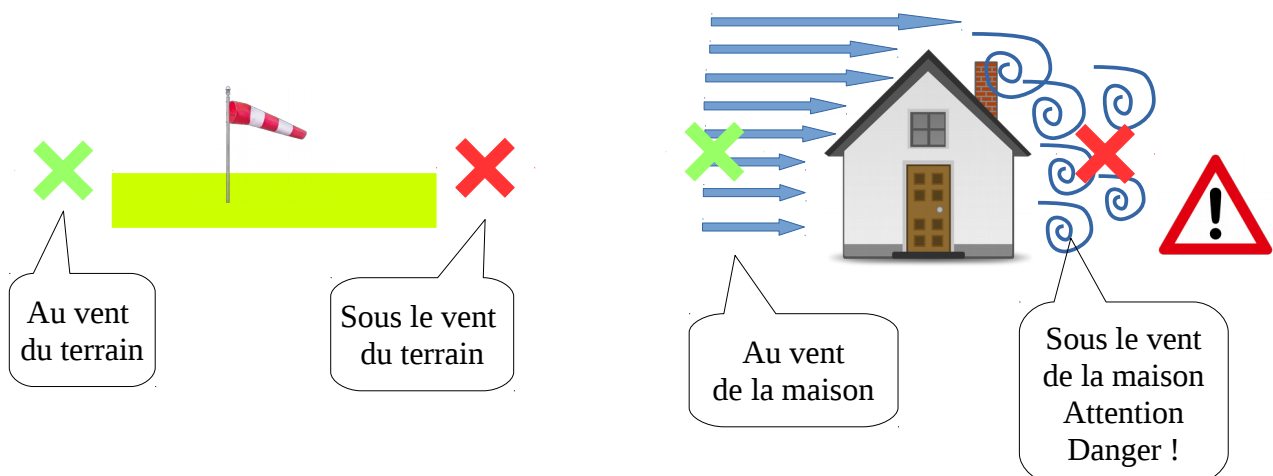 Au vent
du terrain
Sous le vent
du terrain
Au vent
de la maison
Sous le vent
de la maison
Attention
Danger !